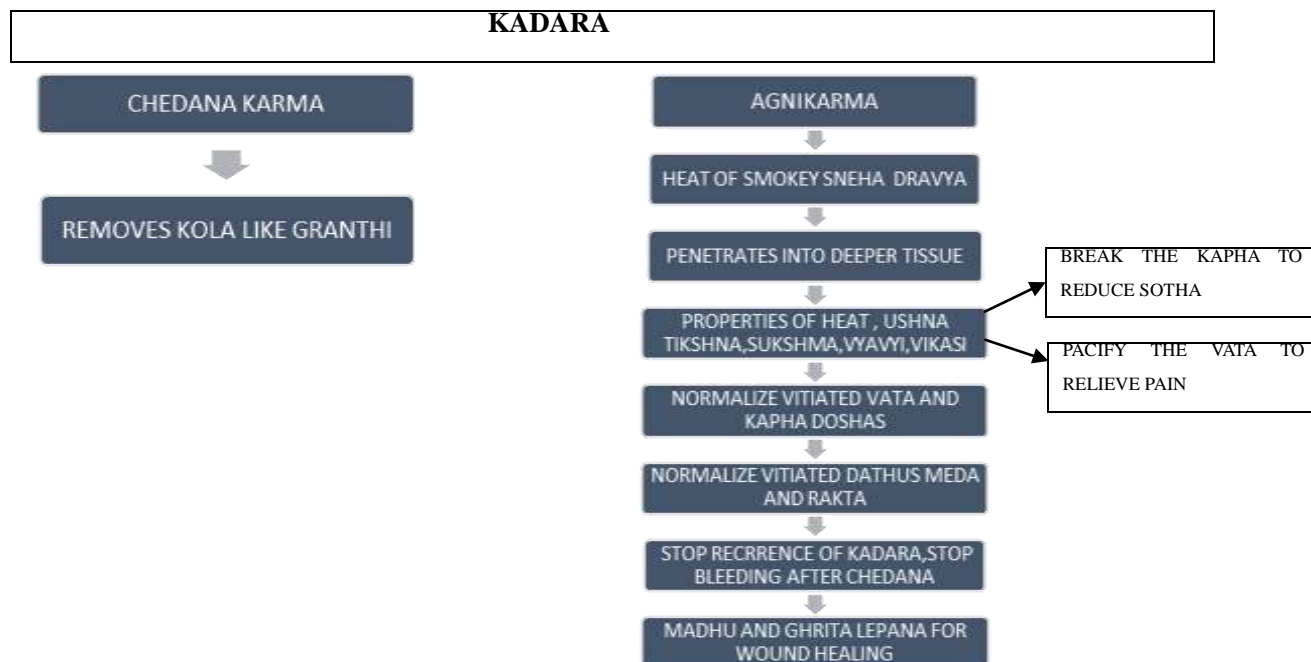 KADARA
CHEDANA KARMA
REMOVES KOLA LIKE GRANTHI
AGNIKARMA
HEAT OF SMOKEY SNEHA DRAVYA
PENETRATES INTO DEEPER TISSUE
PROPERTIES OF HEAT , USHNA
TIKSHNA,SUKSHMA,VYAVYI,VIKASI
BREAK THE KAPHA TO
REDUCE SOTHA
PACIFY THE VATA TO
RELIEVE PAIN
NORMALIZE VITIATED VATA AND
KAPHA DOSHAS
NORMALIZE VITIATED DATHUS MEDA
AND RAKTA
STOP RECRRENCE OF KADARA,STOP
BLEEDING AFTER CHEDANA
MADHU AND GHRITA LEPANA FOR
WOUND HEALING